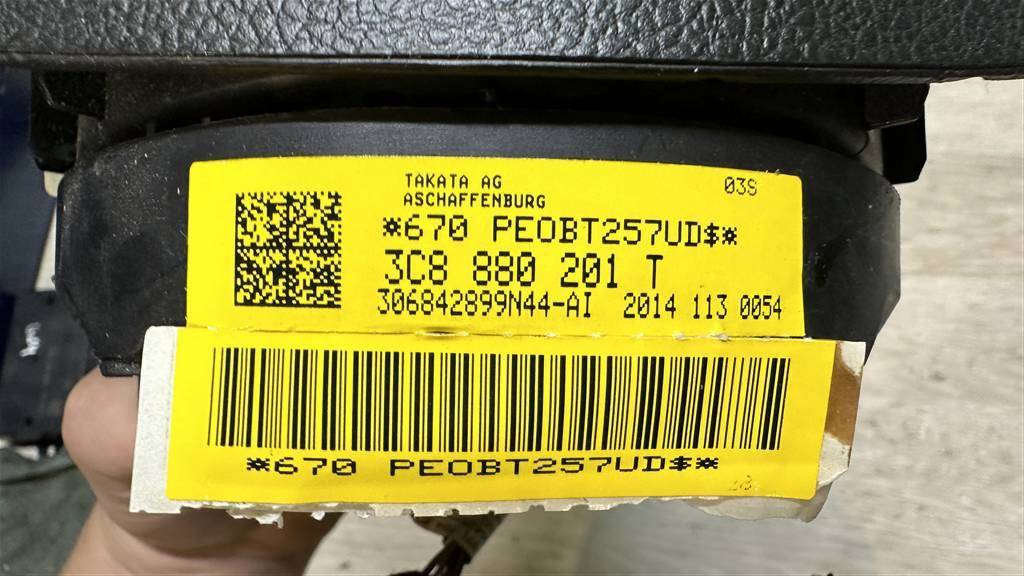 TAKATA AG
03S
ASCHAFFENBURG
*670 PEOBT257UD$*
3C8 880 201 T
306842899N44-AI 2014 113 0054
*670 PEOBT257UD$*